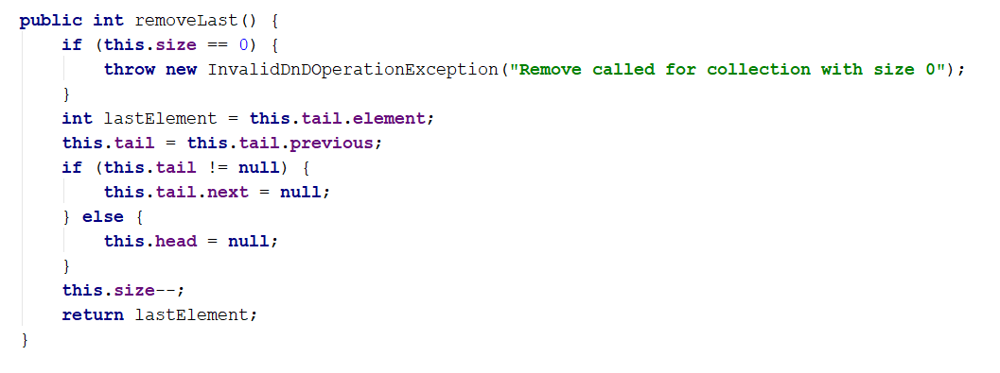 public int removeLast() {
    if (this.size == 0) {
        throw new InvalidDnDOperationException("Remove called for collection with size 0");
    }
    int lastElement = this.tail.element;
    this.tail = this.tail.previous;
    if (this.tail != null) {
        this.tail.next = null;
    } else {
        this.head = null;
    }
    this.size--;
    return lastElement;
}